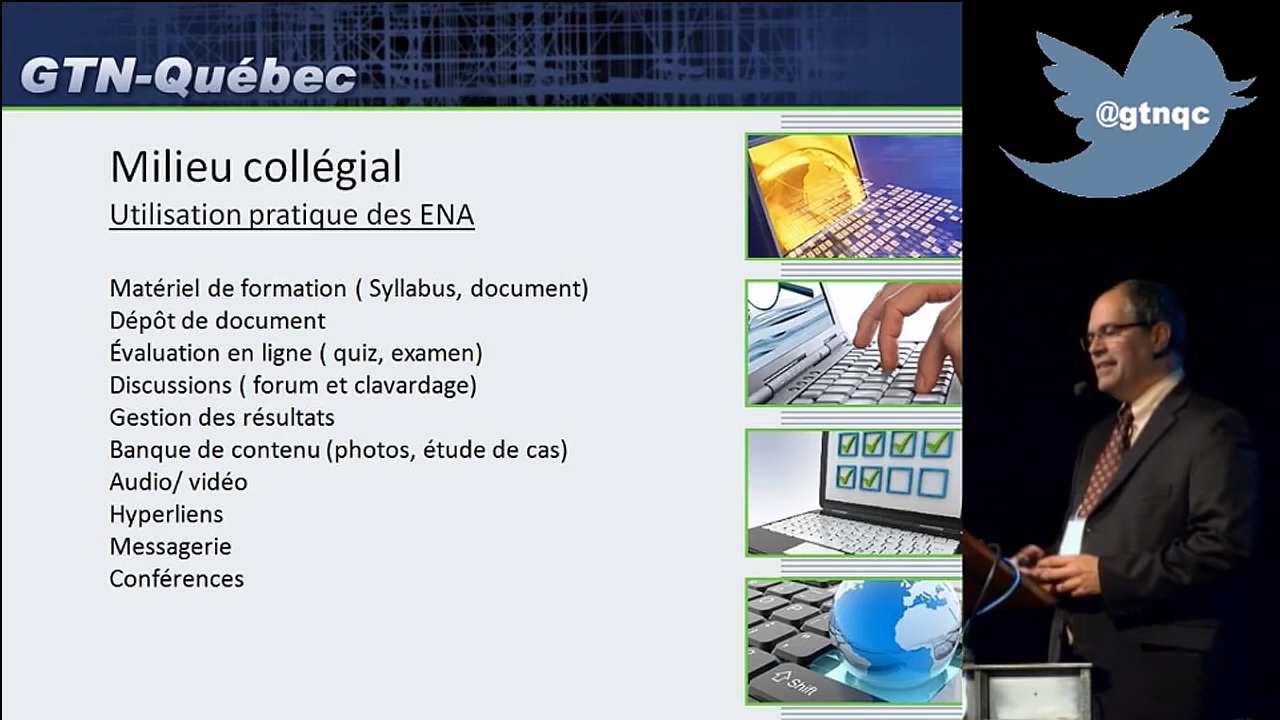 GTN-Québec
@gtnqc
Milieu collégial
Utilisation pratique des ENA
Matériel de formation ( Syllabus, document)
Dépôt de document
Évaluation en ligne ( quiz, examen)
Discussions ( forum et clavardage)
Gestion des résultats
Banque de contenu (photos, étude de cas)
Audio/ vidéo
Hyperliens
Messagerie
Conférences
Shift